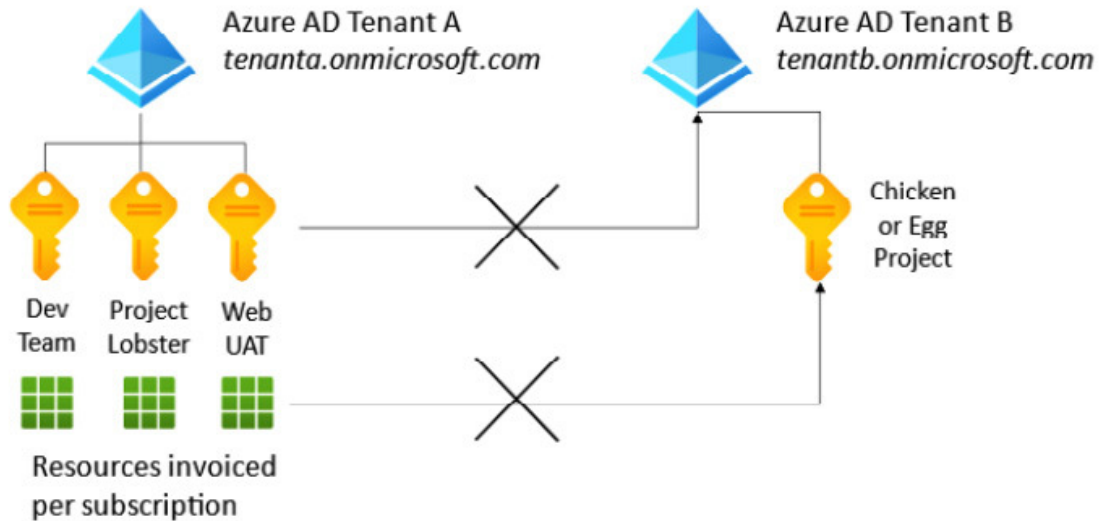 Azure AD Tenant A
tenanta.onmicrosoft.com
Azure AD Tenant B
tenantb.onmicrosoft.com
Chicken
or Egg
Project
Dev
Team
Project
Lobster
Web
UAT
Resources invoiced
per subscription